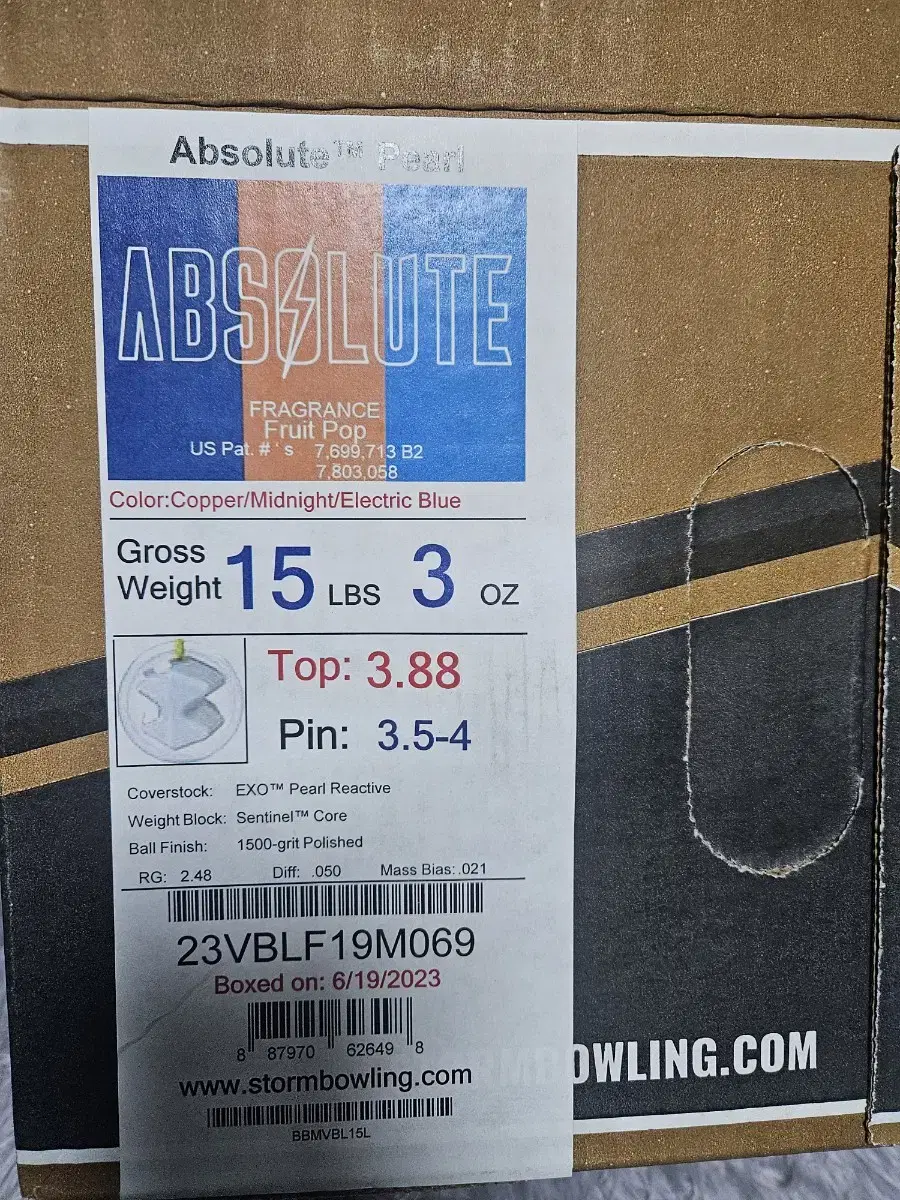 Absolute™ Pearl
ABSOLUTE
FRAGRANCE
Fruit Pop
US Pat. #'s 7,699,713 B2
7,803,058
Color:Copper/Midnight/Electric Blue
Gross Weight 15 LBS 3 OZ
Top: 3.88
Pin: 3.5-4
Coverstock: EXO™ Pearl Reactive
Weight Block: Sentinel™ Core
Ball Finish: 1500-grit Polished
RG: 2.48 Diff: .050 Mass Bias: .021
23VBLF19M069
Boxed on: 6/19/2023
8 87970 62649 8
www.stormbowling.com
RMBOWLING.COM
BBMVBL15L